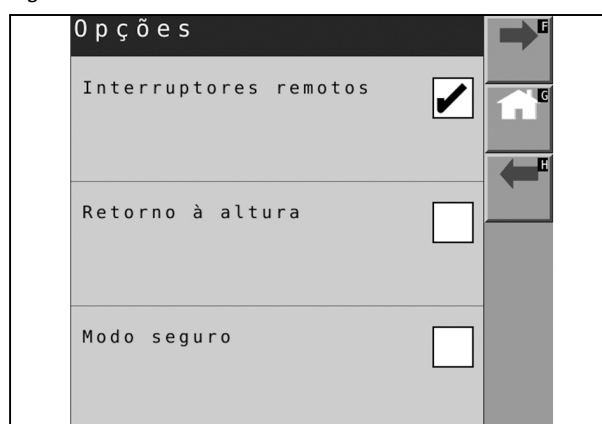 Opções
F
Interruptores remotos
G
H
Retorno à altura
Modo seguro